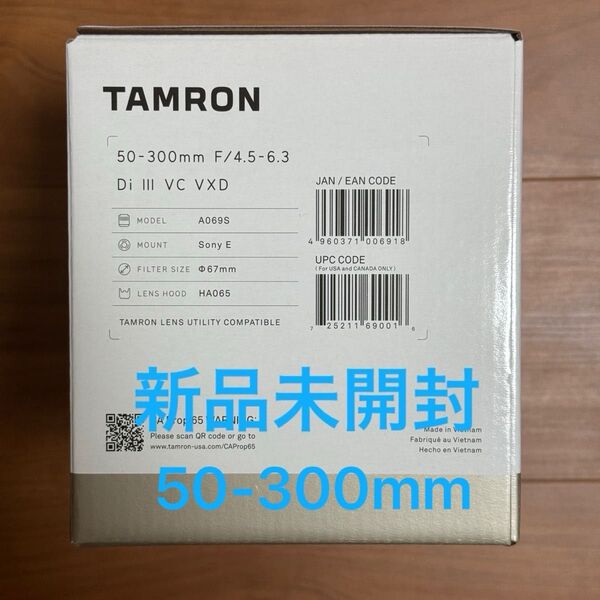 TAMRON
50-300mm F/4.5-6.3
Di III VC VXD
MODEL A069S
MOUNT Sony E
FILTER SIZE Φ67mm
LENS HOOD HA065
TAMRON LENS UTILITY COMPATIBLE
JAN / EAN CODE
4 960371 006918
UPC CODE
( For USA and CANADA ONLY )
7 25211 69001 6
新品未開封
CAProp65 WARNING:
Please scan QR code or go to
www.tamron-usa.com/CAProp65
Made in Vietnam
Fabriqué au Vietnam
Hecho en Vietnam
50-300mm